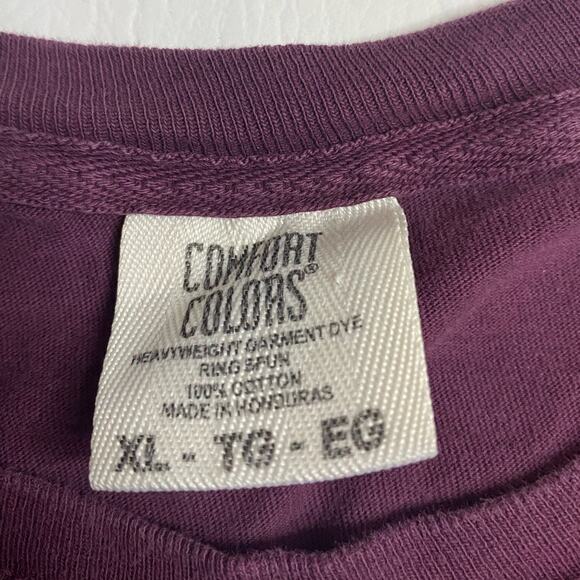 COMFORT
COLORS®
HEAVYWEIGHT GARMENT DYE
RING SPUN
100% COTTON
MADE IN HONDURAS
XL - TG - EG